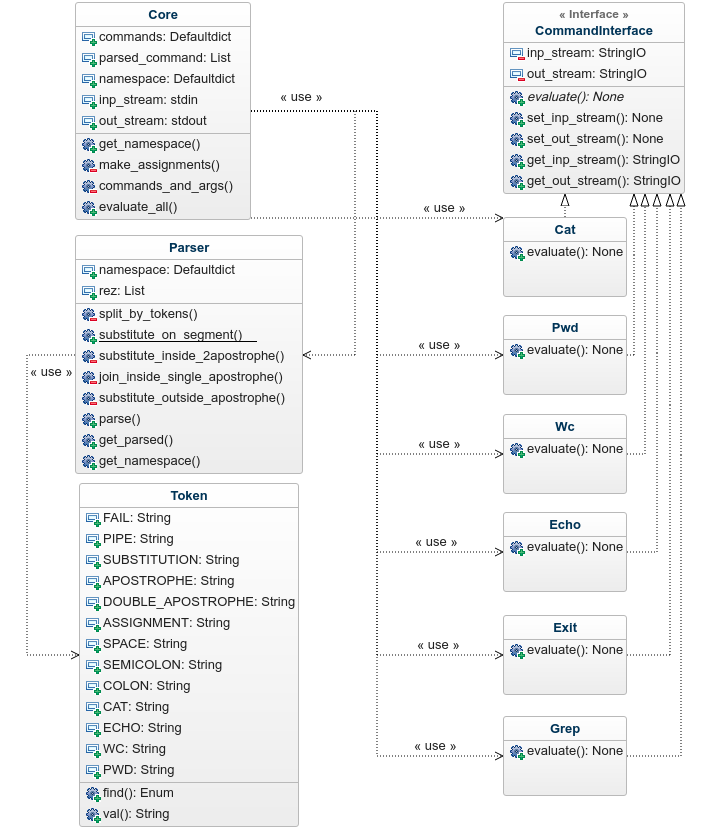 Core
commands: Defaultdict
parsed_command: List
namespace: Defaultdict
inp_stream: stdin
out_stream: stdout
get_namespace()
make_assignments()
commands_and_args()
evaluate_all()
« use »
« Interface »
CommandInterface
inp_stream: StringIO
out_stream: StringIO
evaluate(): None
set_inp_stream(): None
set_out_stream(): None
get_inp_stream(): StringIO
get_out_stream(): StringIO
« use »
Cat
evaluate(): None
Parser
namespace: Defaultdict
rez: List
split_by_tokens()
substitute_on_segment()
substitute_inside_2apostrophe()
join_inside_single_apostrophe()
substitute_outside_apostrophe()
parse()
get_parsed()
get_namespace()
« use »
« use »
Pwd
evaluate(): None
« use »
Wc
evaluate(): None
Token
FAIL: String
PIPE: String
SUBSTITUTION: String
APOSTROPHE: String
DOUBLE_APOSTROPHE: String
ASSIGNMENT: String
SPACE: String
SEMICOLON: String
COLON: String
CAT: String
ECHO: String
WC: String
PWD: String
find(): Enum
val(): String
« use »
Echo
evaluate(): None
« use »
Exit
evaluate(): None
« use »
Grep
evaluate(): None